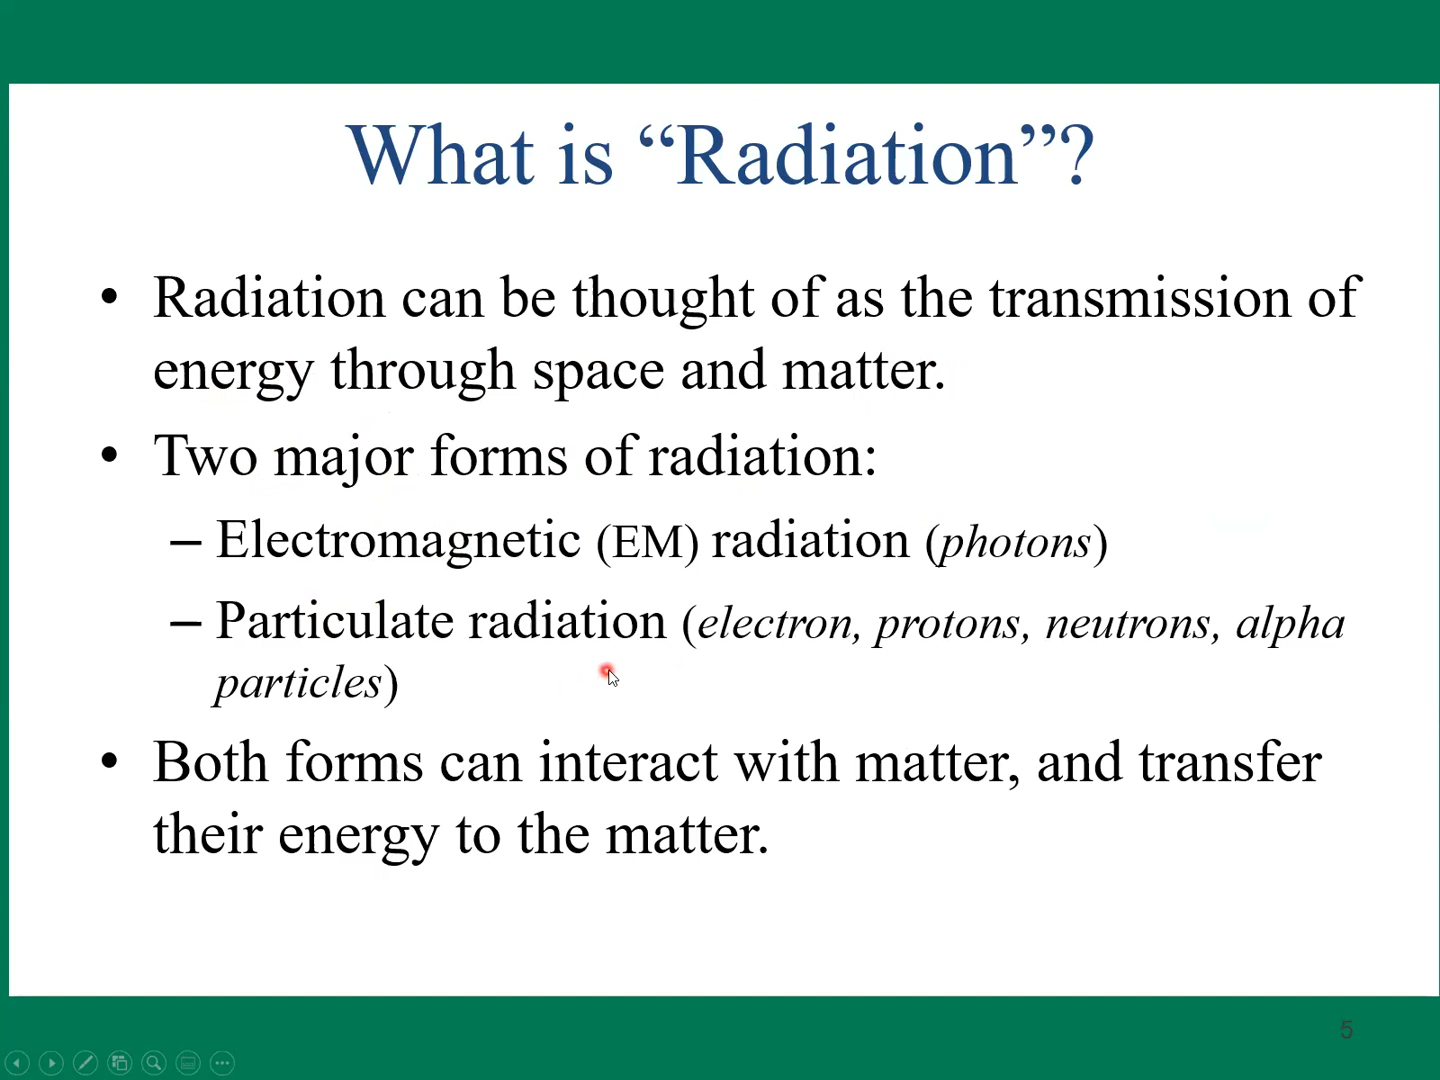 What is “Radiation”?
• Radiation can be thought of as the transmission of
energy through space and matter.
• Two major forms of radiation:
– Electromagnetic (EM) radiation (photons)
– Particulate radiation (electron, protons, neutrons, alpha
particles)
• Both forms can interact with matter, and transfer
their energy to the matter.
5